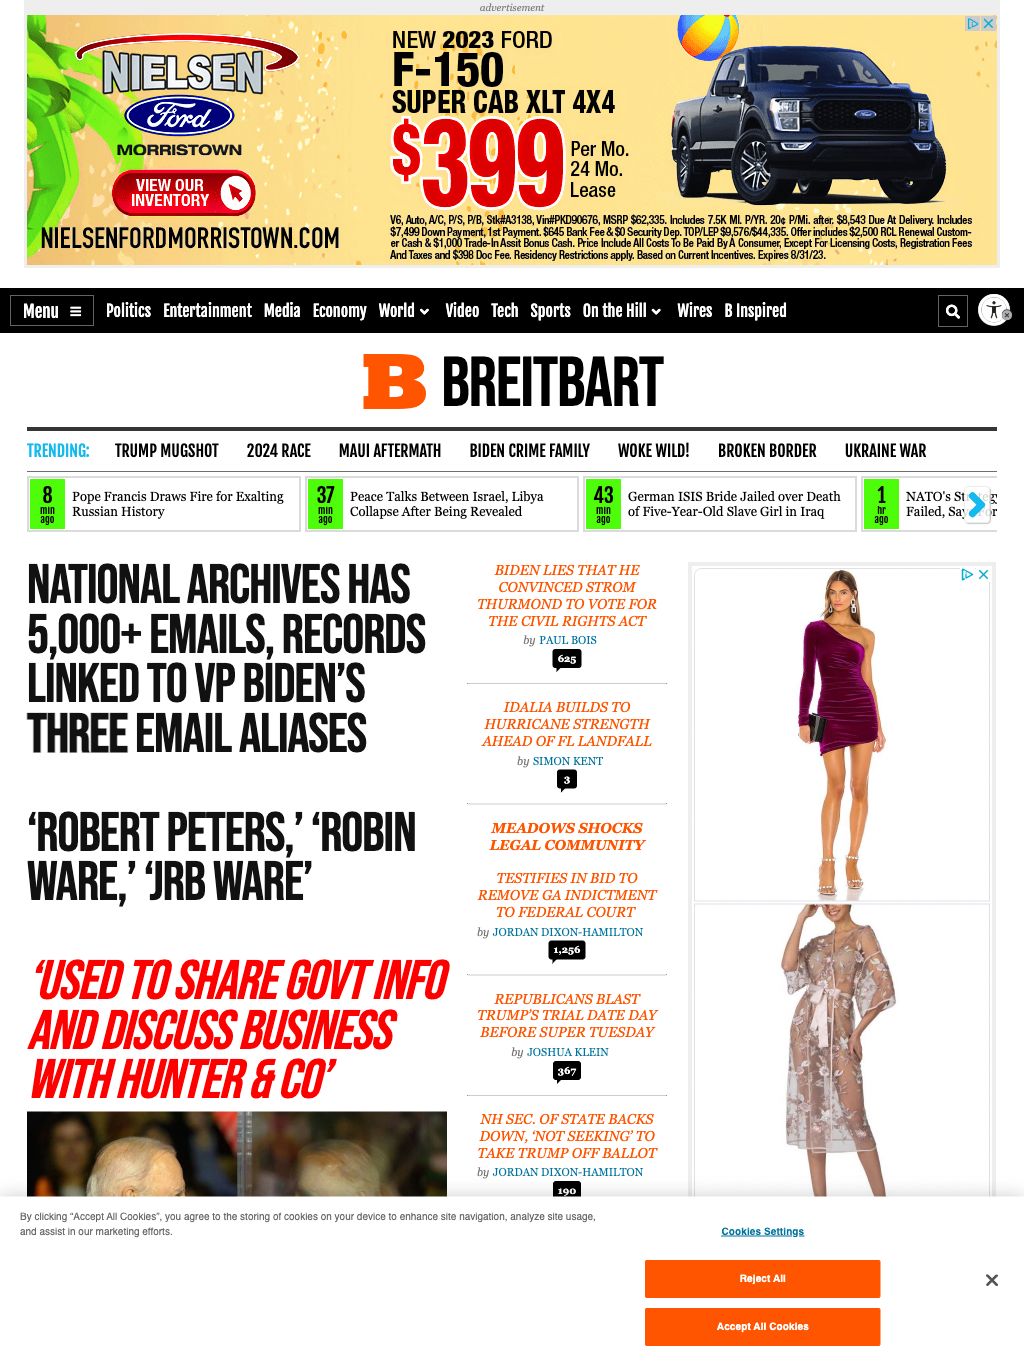 advertisement
NIELSEN
Ford
MORRISTOWN
VIEW OUR
INVENTORY
NIELSENFORDMORRISTOWN.COM
NEW 2023 FORD
F-150
SUPER CAB XLT 4X4
$399
Per Mo.
24 Mo.
Lease
V6, Auto, A/C, P/S, P/B, Stk#A3138, Vin#PKD90676, MSRP $62,335. Includes 7.5K MI. P/YR. 20¢ P/Mi. after. $8,543 Due At Delivery. Includes
$7,499 Down Payment, 1st Payment. $645 Bank Fee & $0 Security Dep. TOP/LEP $9,576/$44,335. Offer includes $2,500 RCL Renewal Custom-
er Cash & $1,000 Trade-In Assit Bonus Cash. Price Include All Costs To Be Paid By A Consumer, Except For Licensing Costs, Registration Fees
And Taxes and $398 Doc Fee. Residency Restrictions apply. Based on Current Incentives. Expires 8/31/23.
Menu Politics Entertainment Media Economy World Video Tech Sports On the Hill Wires B Inspired
B BREITBART
TRENDING: TRUMP MUGSHOT 2024 RACE MAUI AFTERMATH BIDEN CRIME FAMILY WOKE WILD! BROKEN BORDER UKRAINE WAR
8
min
ago
Pope Francis Draws Fire for Exalting
Russian History
37
min
ago
Peace Talks Between Israel, Libya
Collapse After Being Revealed
43
min
ago
German ISIS Bride Jailed over Death
of Five-Year-Old Slave Girl in Iraq
1
hr
ago
NATO's
Failed,
NATIONAL ARCHIVES HAS
5,000+ EMAILS, RECORDS
LINKED TO VP BIDEN'S
THREE EMAIL ALIASES
‘ROBERT PETERS,’ ‘ROBIN
WARE,’ ‘JRB WARE’
‘USED TO SHARE GOVT INFO
AND DISCUSS BUSINESS
WITH HUNTER & CO’
BIDEN LIES THAT HE
CONVINCED STROM
THURMOND TO VOTE FOR
THE CIVIL RIGHTS ACT
by PAUL BOIS
625
IDALIA BUILDS TO
HURRICANE STRENGTH
AHEAD OF FL LANDFALL
by SIMON KENT
3
MEADOWS SHOCKS
LEGAL COMMUNITY
TESTIFIES IN BID TO
REMOVE GA INDICTMENT
TO FEDERAL COURT
by JORDAN DIXON-HAMILTON
1,256
REPUBLICANS BLAST
TRUMP'S TRIAL DATE DAY
BEFORE SUPER TUESDAY
by JOSHUA KLEIN
367
NH SEC. OF STATE BACKS
DOWN, ‘NOT SEEKING’ TO
TAKE TRUMP OFF BALLOT
by JORDAN DIXON-HAMILTON
190
By clicking “Accept All Cookies”, you agree to the storing of cookies on your device to enhance site navigation, analyze site usage,
and assist in our marketing efforts.
Cookies Settings
Reject All
Accept All Cookies